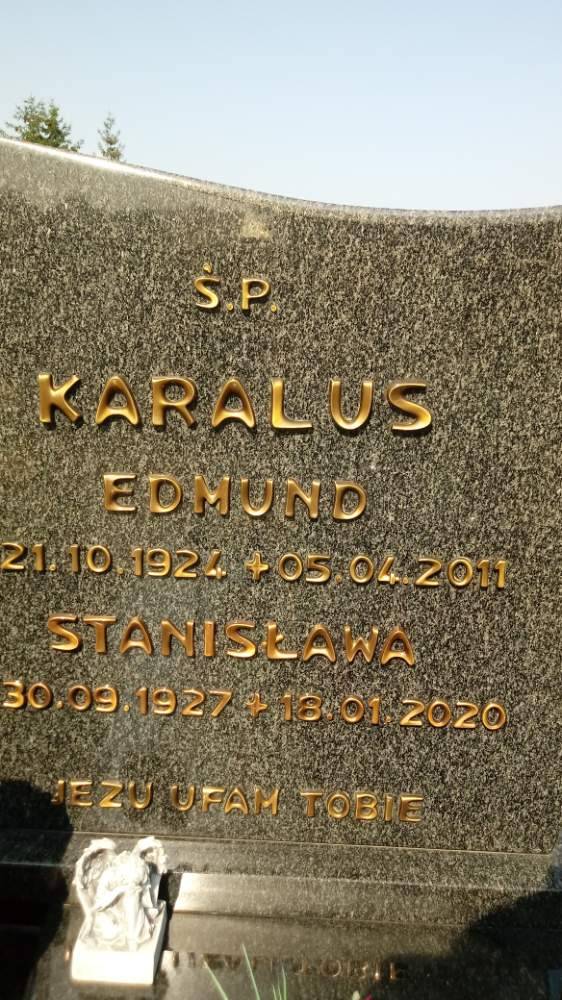 Ś.P.
KARALUS
EDMUND
21.10.1924 + 05.04.2011
STANISŁAWA
30.09.1927 + 18.01.2020
JEZU UFAM TOBIE